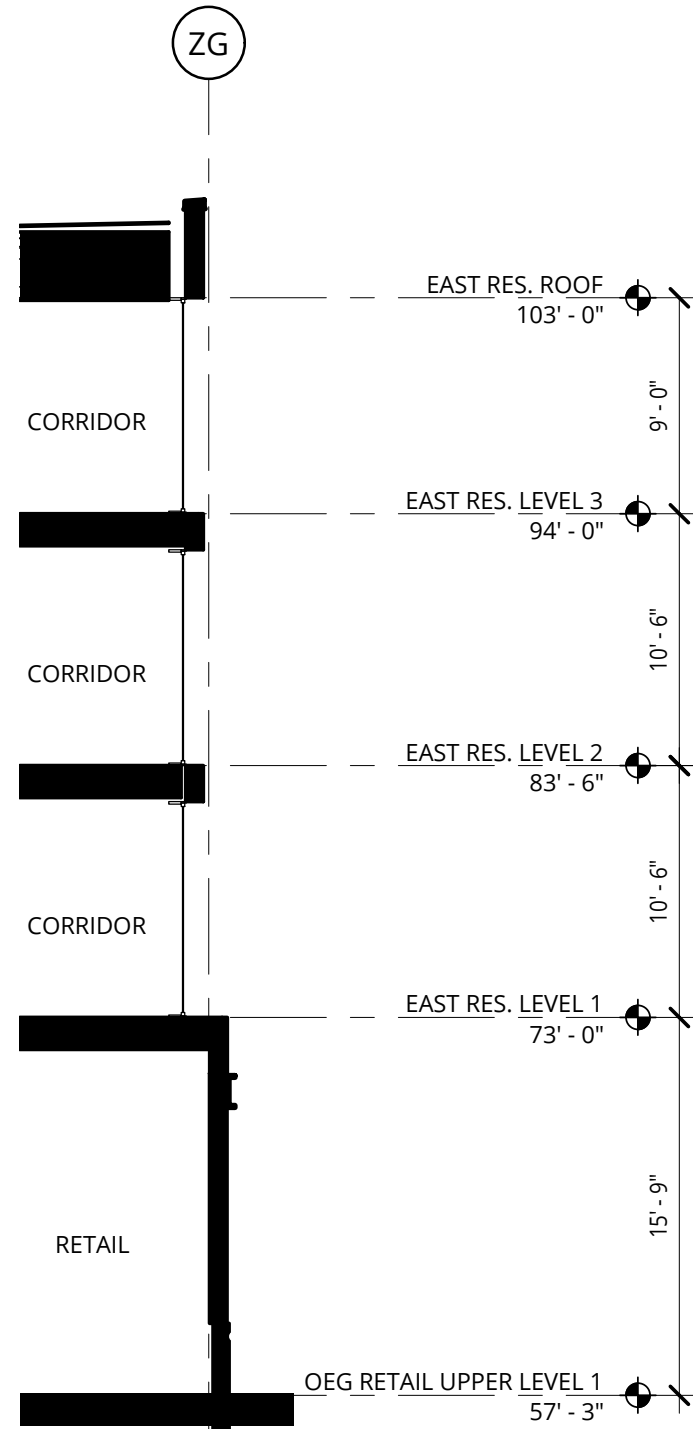 ZG
EAST RES. ROOF
103' - 0"
9' - 0"
CORRIDOR
EAST RES. LEVEL 3
94' - 0"
10' - 6"
CORRIDOR
EAST RES. LEVEL 2
83' - 6"
10' - 6"
CORRIDOR
EAST RES. LEVEL 1
73' - 0"
15' - 9"
RETAIL
OEG RETAIL UPPER LEVEL 1
57' - 3"